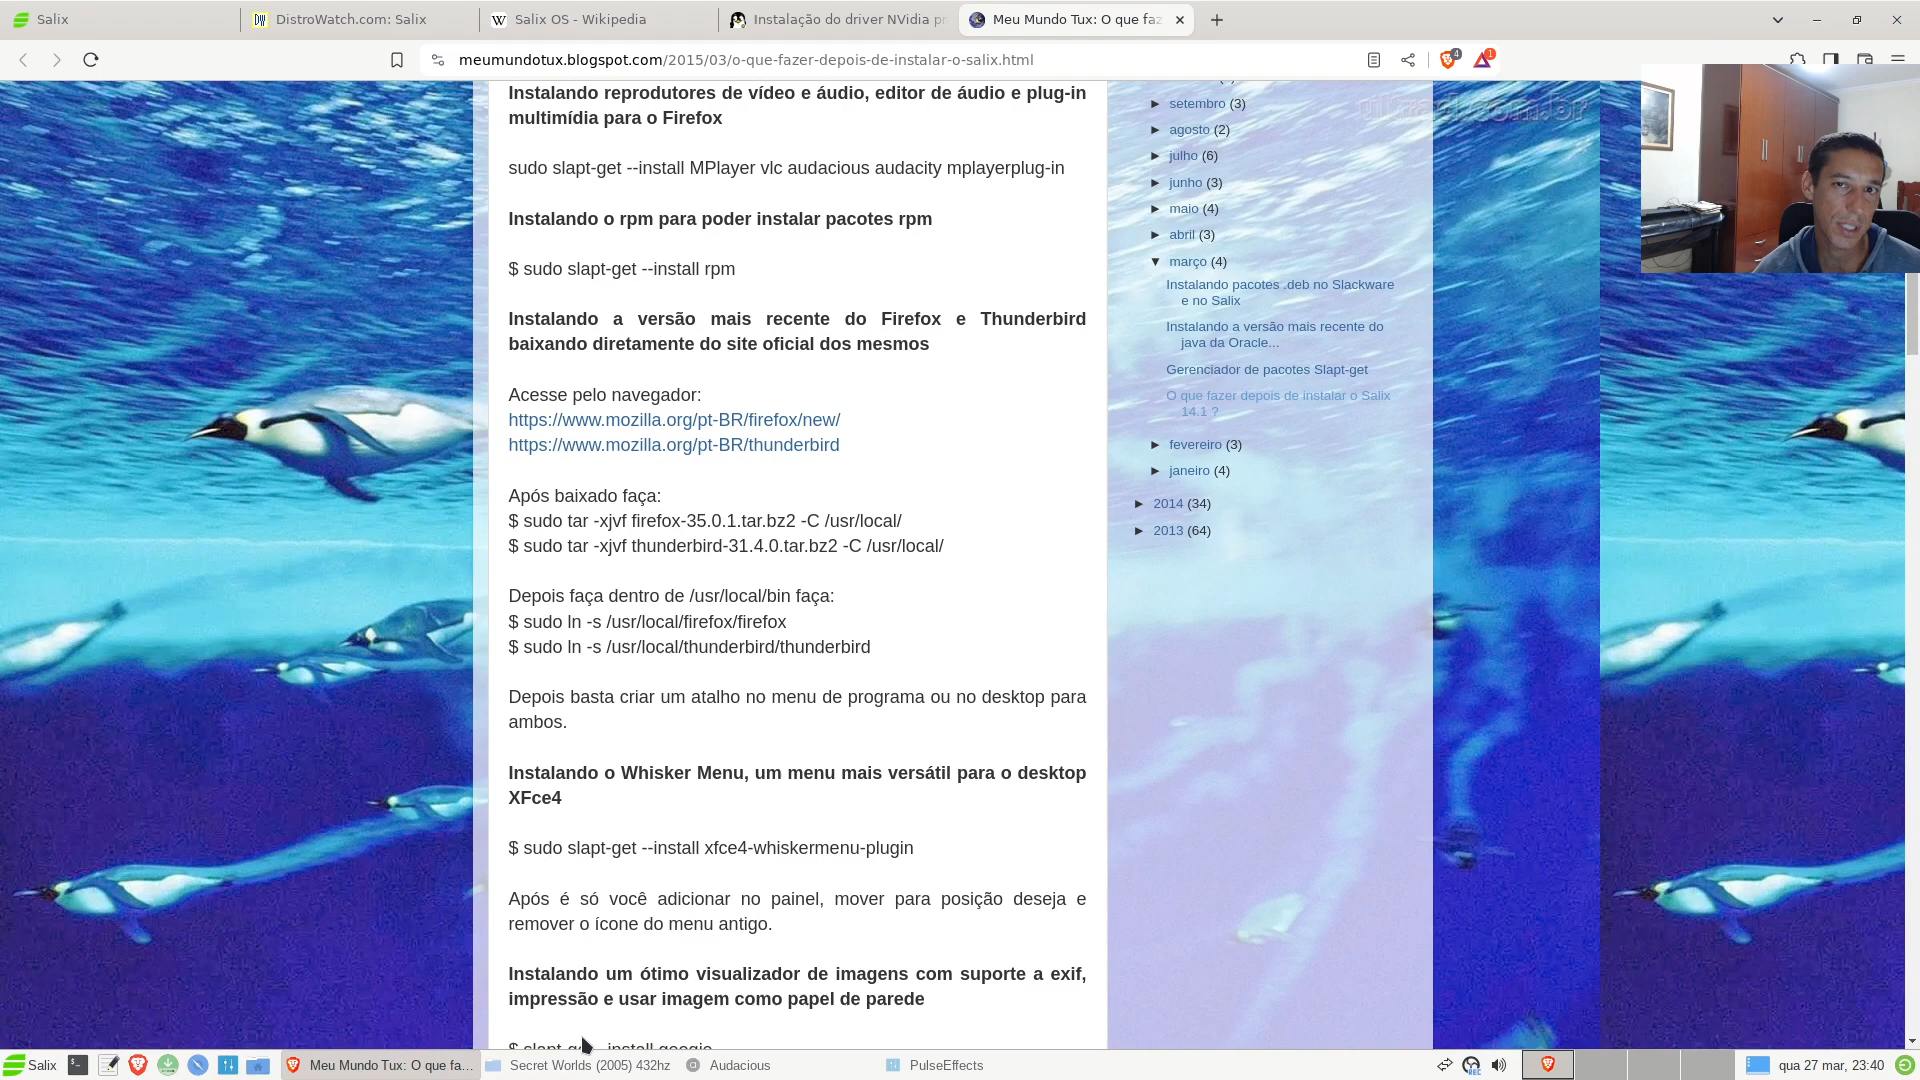 Salix
DistroWatch.com: Salix
Salix OS - Wikipedia
Instalação do driver NVidia pr
Meu Mundo Tux: O que faz
meumundotux.blogspot.com/2015/03/o-que-fazer-depois-de-instalar-o-salix.html
4
1
Instalando reprodutores de vídeo e áudio, editor de áudio e plug-in
multimídia para o Firefox
sudo slapt-get --install MPlayer vlc audacious audacity mplayerplug-in
Instalando o rpm para poder instalar pacotes rpm
$ sudo slapt-get --install rpm
Instalando a versão mais recente do Firefox e Thunderbird
baixando diretamente do site oficial dos mesmos
Acesse pelo navegador:
https://www.mozilla.org/pt-BR/firefox/new/
https://www.mozilla.org/pt-BR/thunderbird
Após baixado faça:
$ sudo tar -xjvf firefox-35.0.1.tar.bz2 -C /usr/local/
$ sudo tar -xjvf thunderbird-31.4.0.tar.bz2 -C /usr/local/
Depois faça dentro de /usr/local/bin faça:
$ sudo ln -s /usr/local/firefox/firefox
$ sudo ln -s /usr/local/thunderbird/thunderbird
Depois basta criar um atalho no menu de programa ou no desktop para
ambos.
Instalando o Whisker Menu, um menu mais versátil para o desktop
XFce4
$ sudo slapt-get --install xfce4-whiskermenu-plugin
Após é só você adicionar no painel, mover para posição deseja e
remover o ícone do menu antigo.
Instalando um ótimo visualizador de imagens com suporte a exif,
impressão e usar imagem como papel de parede
► setembro (3)
► agosto (2)
► julho (6)
► junho (3)
► maio (4)
► abril (3)
▼ março (4)
Instalando pacotes .deb no Slackware
e no Salix
Instalando a versão mais recente do
java da Oracle...
Gerenciador de pacotes Slapt-get
O que fazer depois de instalar o Salix
14.1 ?
► fevereiro (3)
► janeiro (4)
► 2014 (34)
► 2013 (64)
Salix
Meu Mundo Tux: O que fa...
Secret Worlds (2005) 432hz
Audacious
PulseEffects
REC
qua 27 mar, 23:40